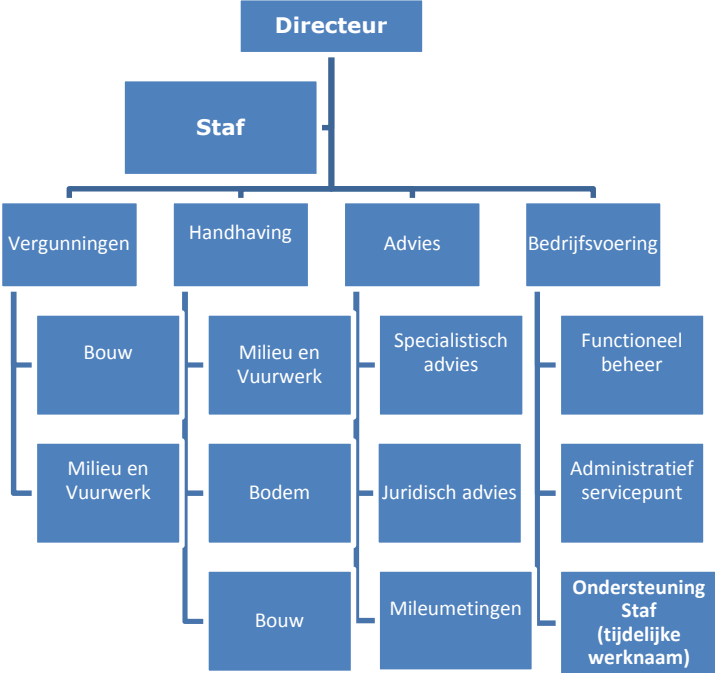 Directeur
Staf
Vergunningen
Handhaving
Advies
Bedrijfsvoering
Bouw
Milieu en
Vuurwerk
Specialistisch
advies
Functioneel
beheer
Milieu en
Vuurwerk
Bodem
Juridisch advies
Administratief
servicepunt
Bouw
Mileumetingen
Ondersteuning
Staf
(tijdelijke
werknaam)